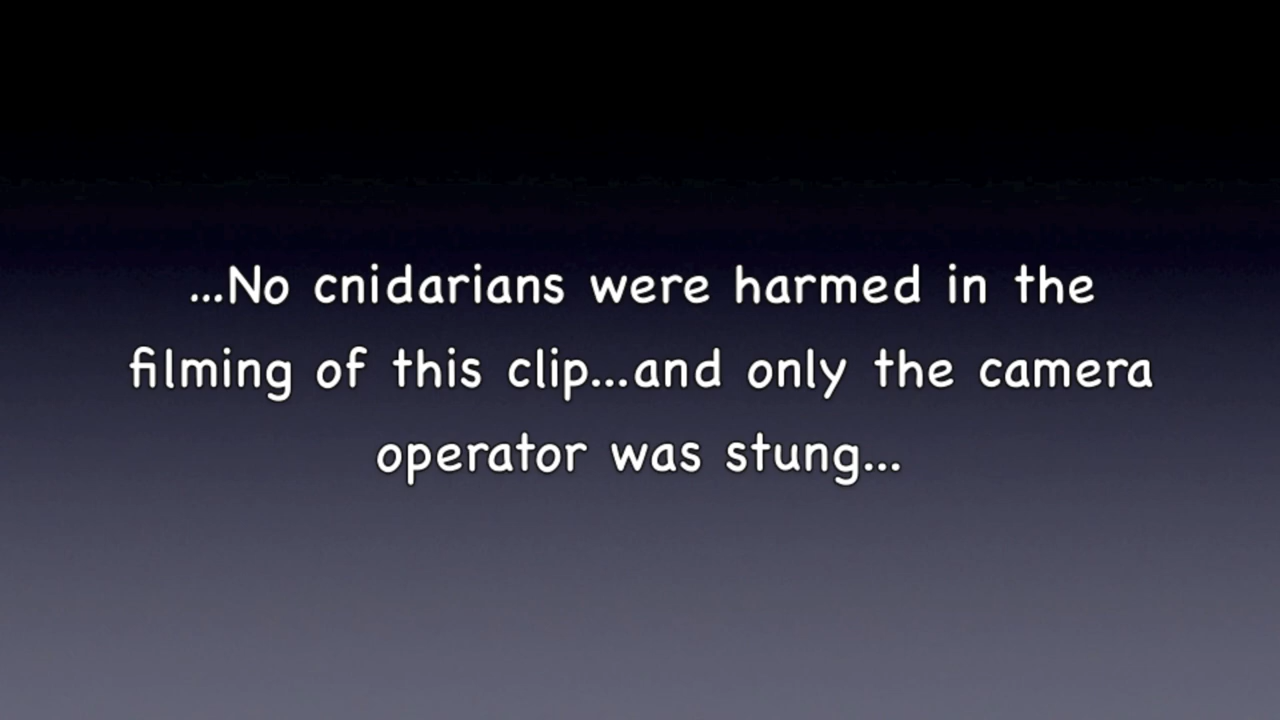 ...No cnidarians were harmed in the
filming of this clip...and only the camera
operator was stung...